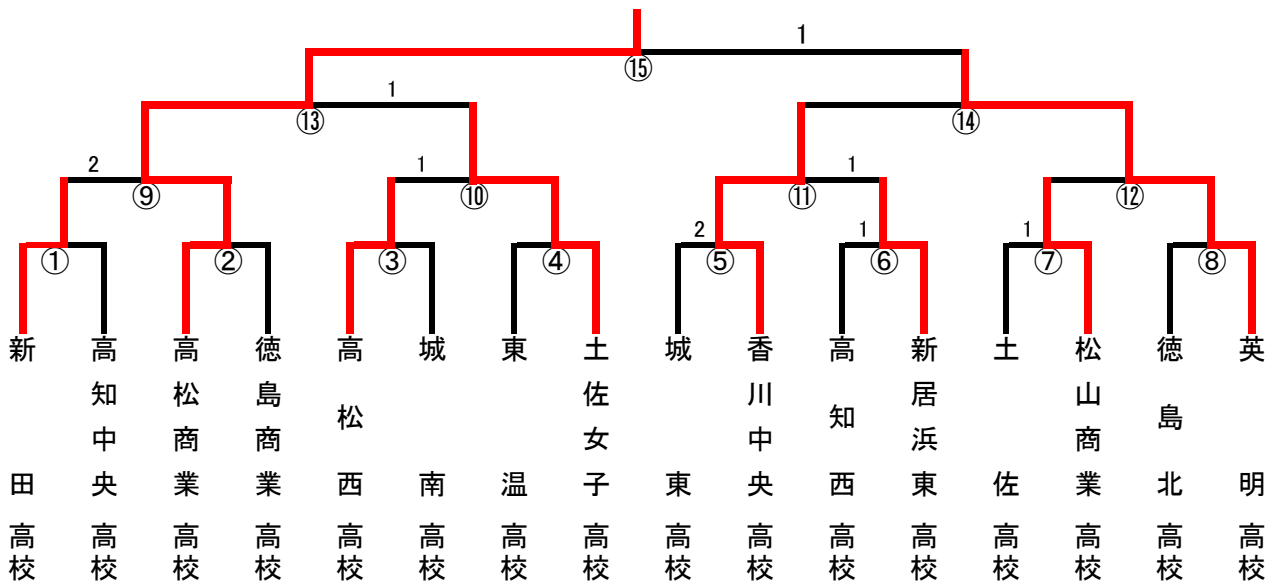 1
⑮
1
⑬
⑭
2
1
1
⑨
⑩
⑪
⑫
2
1
1
①
②
③
④
⑤
⑥
⑦
⑧
新田高校
高知中央高校
高松商業高校
徳島商業高校
高松西高校
城南高校
東温高校
土佐女子高校
城東高校
香川中央高校
高知西高校
新居浜東高校
土佐高校
松山商業高校
徳島北高校
英明高校